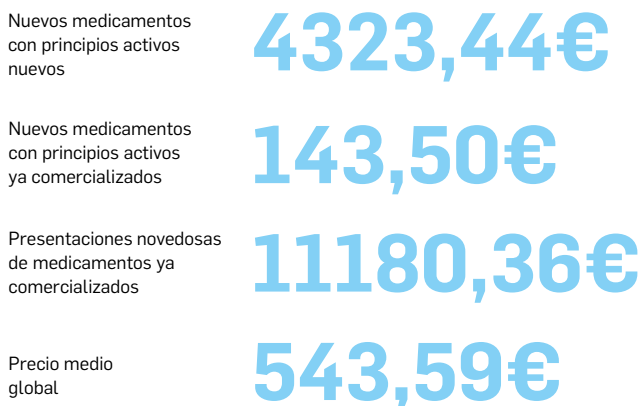 Nuevos medicamentos
con principios activos
nuevos
4323,44€
Nuevos medicamentos
con principios activos
ya comercializados
143,50€
Presentaciones novedosas
de medicamentos ya
comercializados
11180,36€
Precio medio
global
543,59€